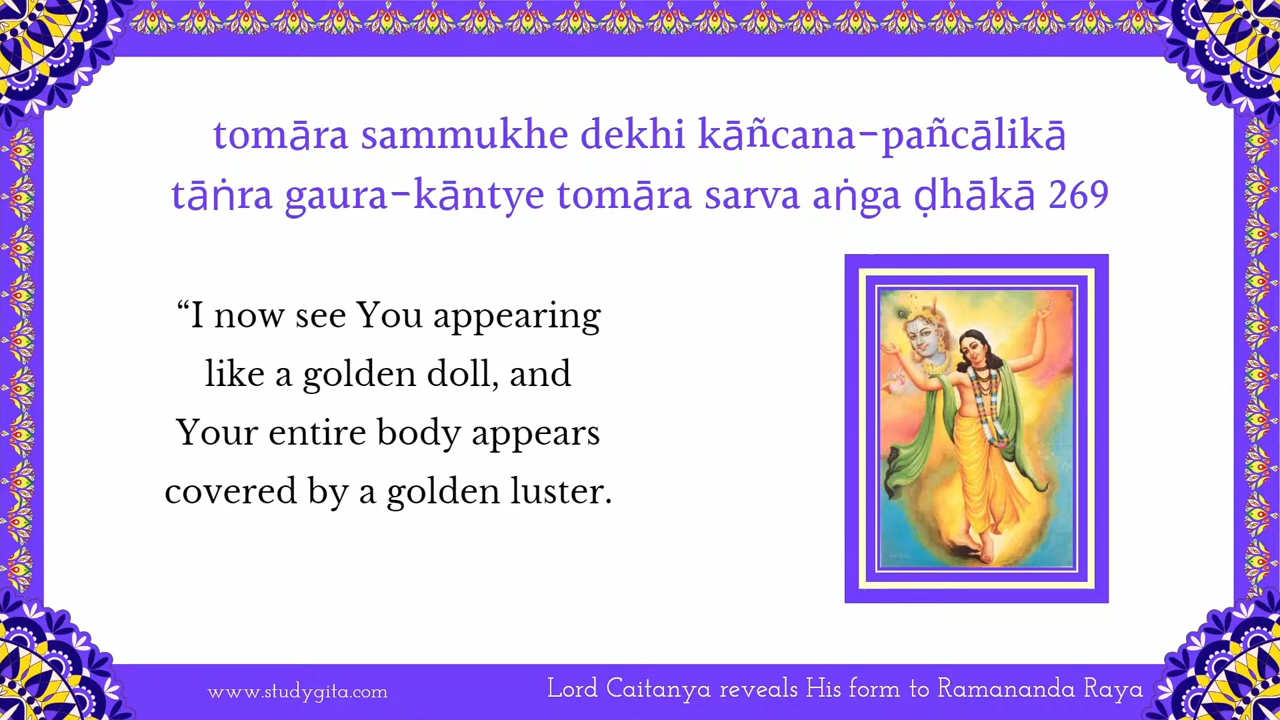 tomāra sammukhe dekhi kāñcana-pañcālikā
tāṅra gaura-kāntye tomāra sarva aṅga ḍhākā 269
“I now see You appearing
like a golden doll, and
Your entire body appears
covered by a golden luster.
www.studygita.com
Lord Caitanya reveals His form to Ramananda Raya